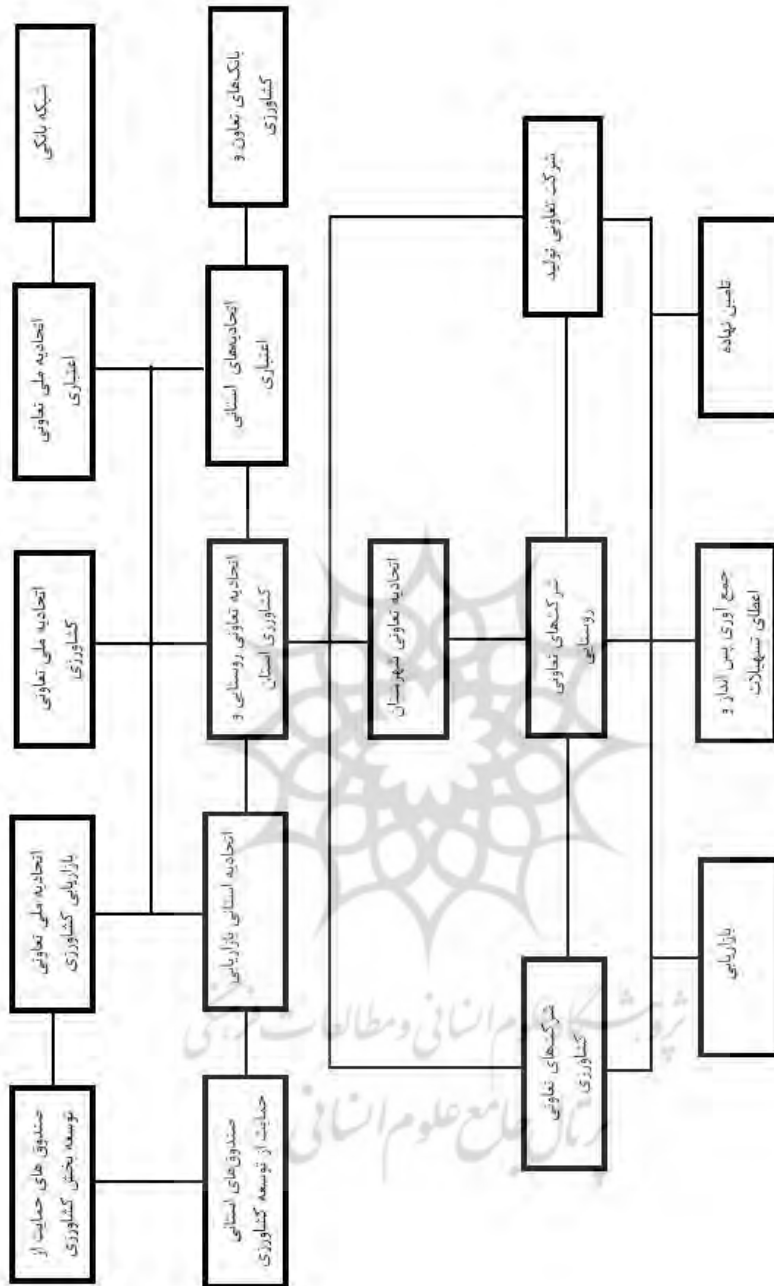 شبکه بانکی
اتحادیه ملی تعاونی
اعتباری
اتحادیه ملی تعاونی
کشاورزی
اتحادیه ملی تعاونی
بازاریابی کشاورزی
صندوق های حمایت از
توسعه بخش کشاورزی
بانک‌های تعاون و
کشاورزی
اتحادیه‌های استانی
اعتباری
اتحادیه تعاونی روستایی و
کشاورزی استان
اتحادیه استانی بازاریابی
صندوق‌های استانی
حمایت از توسعه کشاورزی
اتحادیه تعاونی شهرستان
شرکت تعاونی تولید
شرکت‌های تعاونی
روستایی
شرکت‌های تعاونی
کشاورزی
تامین نهاده
جمع آوری پس انداز و
اعطای تسهیلات
بازاریابی
پژوهشگاه علوم انسانی و مطالعات فرهنگی
پرتال جامع علوم انسانی